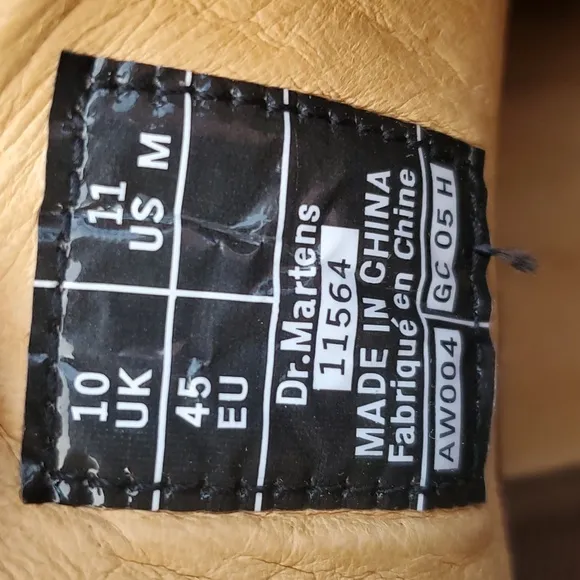 10
UK
11
US M
45
EU
Dr.Martens
11564
MADE IN CHINA
Fabriqué en Chine
AW004
GC 05 H